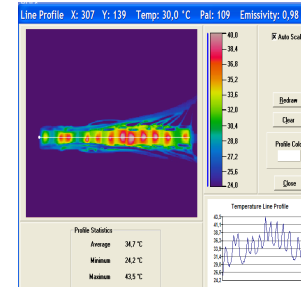 Line Profile X: 307 Y: 139 Temp: 30,0 °C Pal: 109 Emissivity: 0,98
40,0
38,4
36,8
35,2
33,6
32,0
30,4
28,8
27,2
25,6
24,0
Auto Scal
Redraw
Clear
Profile Colo
Close
Profile Statistics
Average 34,7 °C
Minimum 24,2 °C
Maximum 43,5 °C
Temperature Line Profile